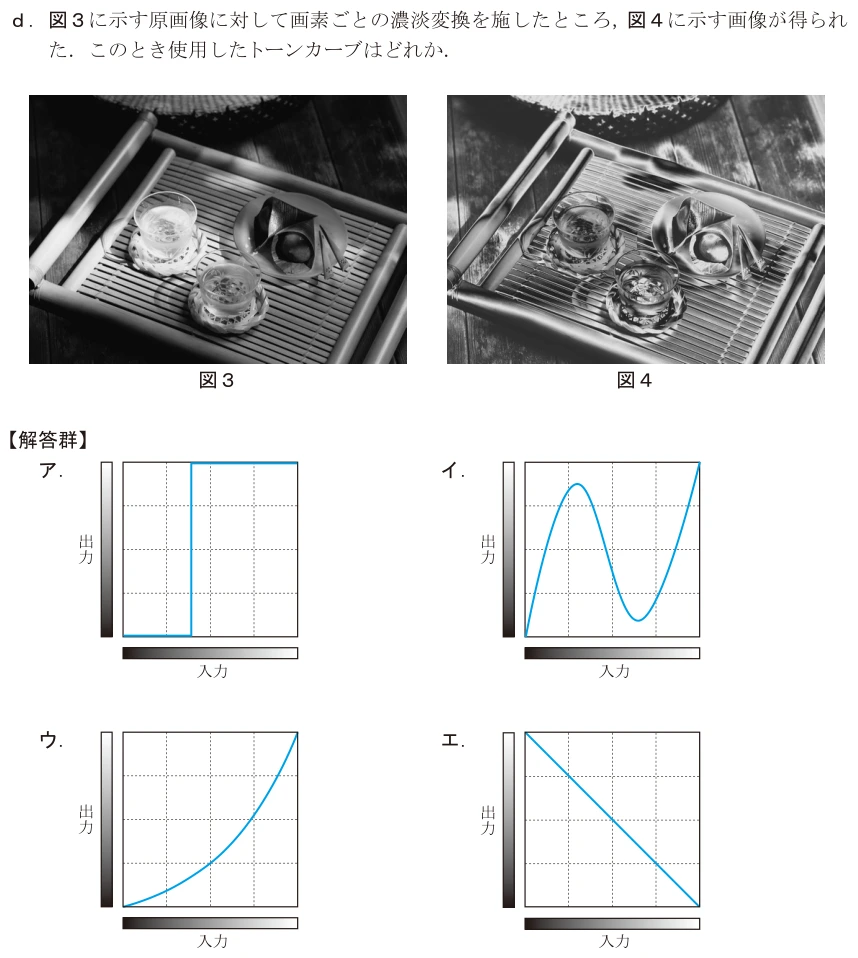 d. 図3に示す原画像に対して画素ごとの濃淡変換を施したところ，図4に示す画像が得られ
た．このとき使用したトーンカーブはどれか．
図3
図4
【解答群】
ア.
出力
入力
イ.
出力
入力
ウ.
出力
入力
エ.
出力
入力